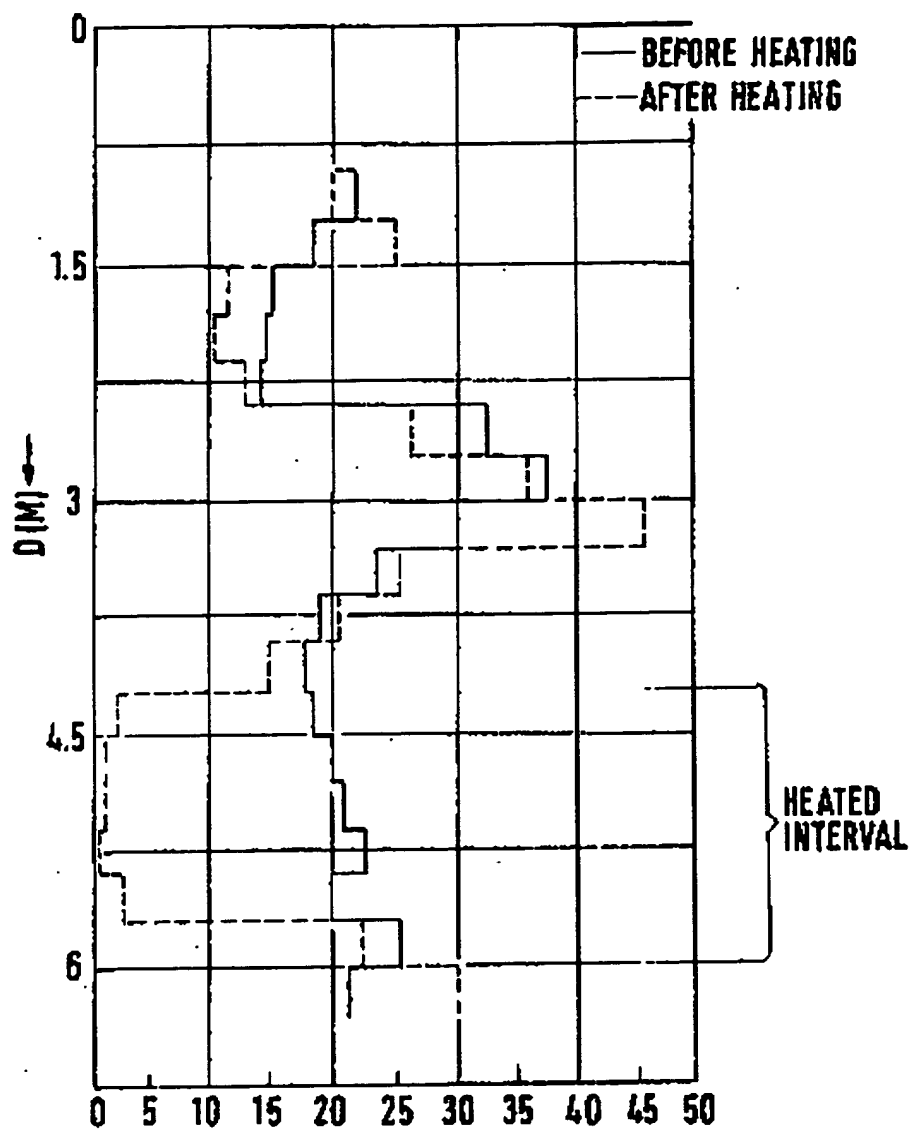 0
BEFORE HEATING
AFTER HEATING
1.5
D(M)
3
4.5
HEATED
INTERVAL
6
0 5 10 15 20 25 30 35 40 45 50